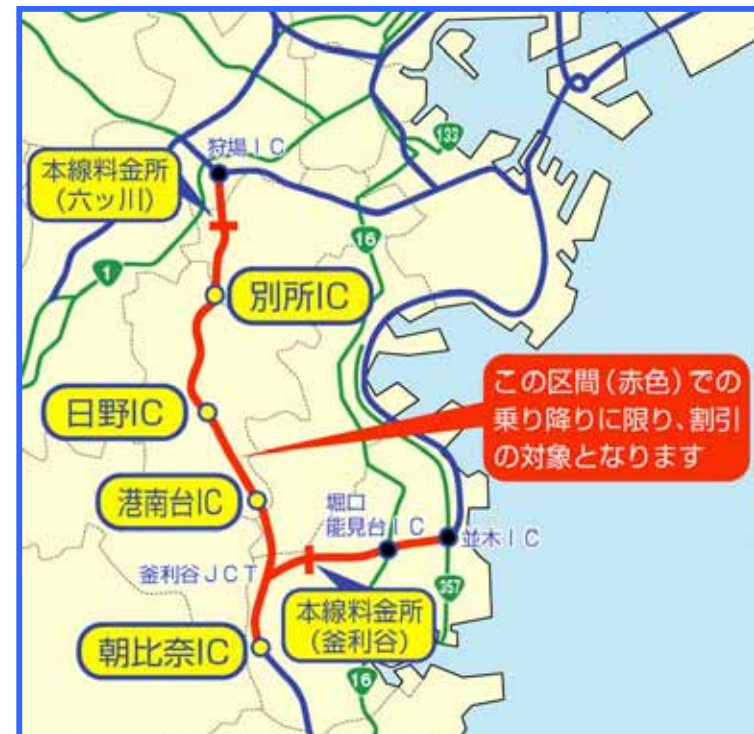 狩場IC
133
本線料金所
(六ッ川)
16
1
別所IC
この区間(赤色)での
乗り降りに限り、割引
の対象となります
日野IC
港南台IC
堀口
能見台IC
並木IC
釜利谷JCT
357
本線料金所
(釜利谷)
朝比奈IC
16